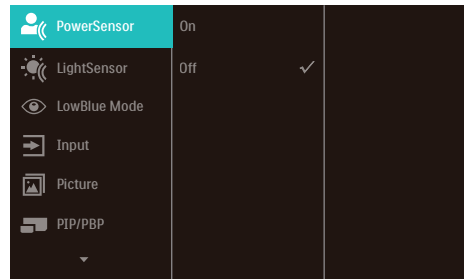 PowerSensor
On
LightSensor
Off
LowBlue Mode
Input
Picture
PIP/PBP